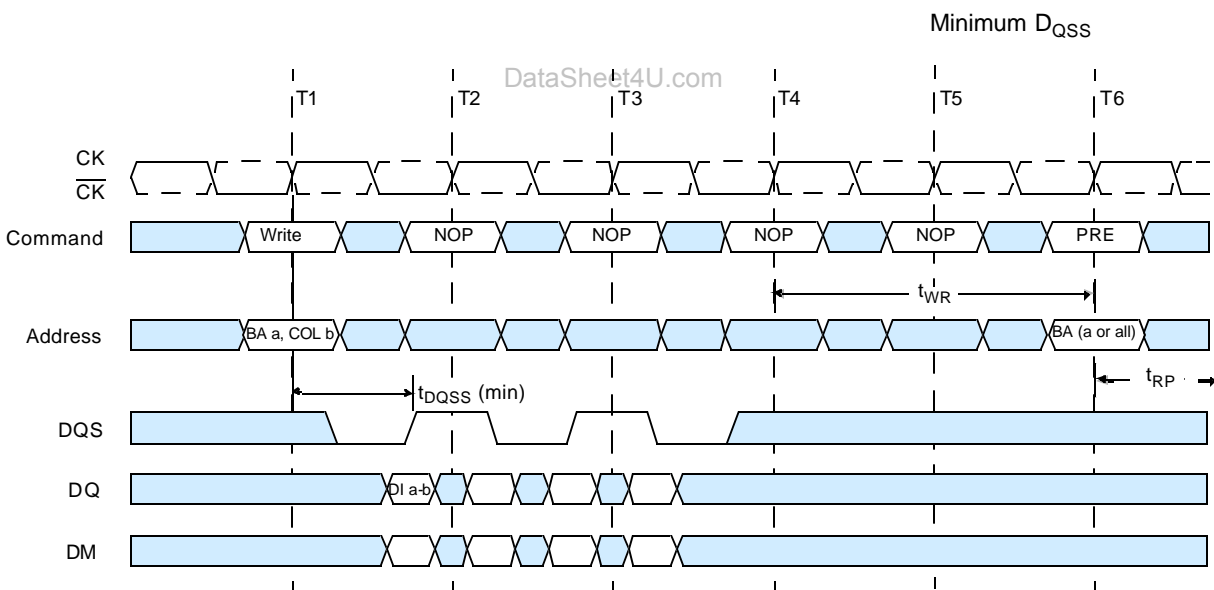 Minimum DQSS
DataSheet4U.com
T1 T2 T3 T4 T5 T6
CK
CK
Command Write NOP NOP NOP NOP PRE
tWR
Address BA a, COL b BA (a or all)
tDQSS (min) tRP
DQS
DQ DI a-b
DM